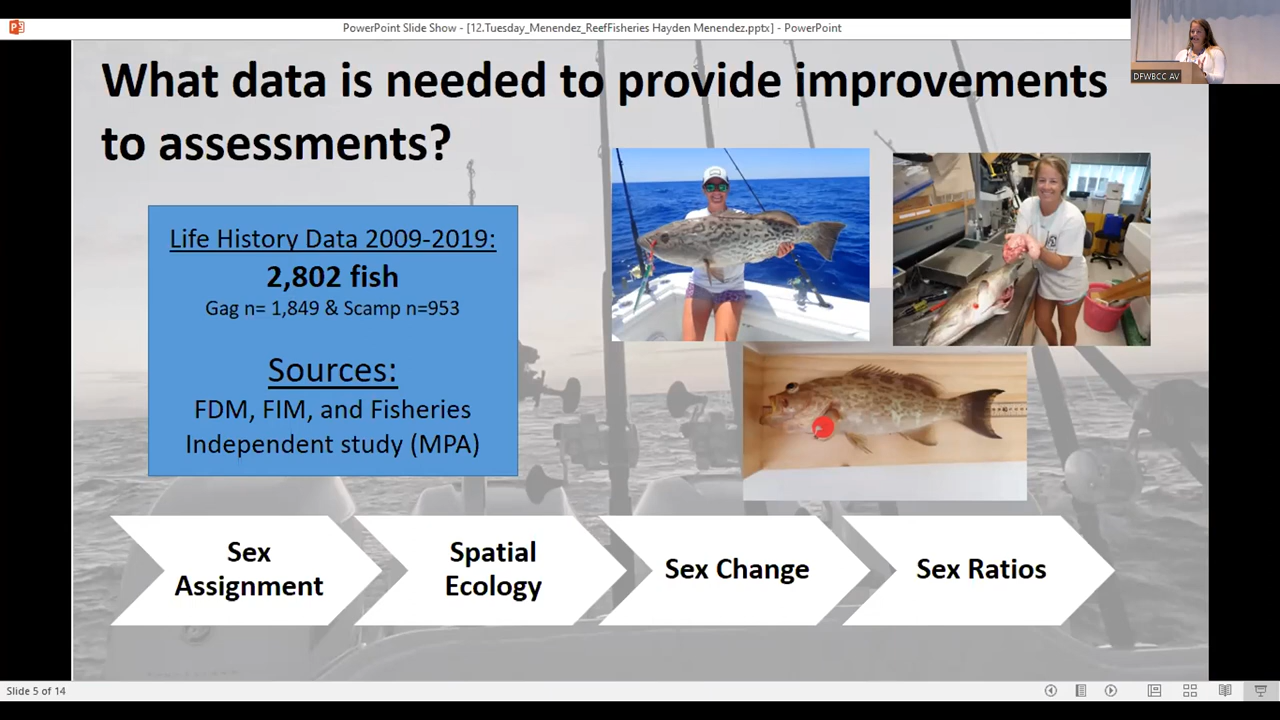 PowerPoint Slide Show - [12.Tuesday_Menendez_ReefFisheries Hayden Menendez.pptx] - PowerPoint
DFWBCC AV
What data is needed to provide improvements
to assessments?
Life History Data 2009-2019:
2,802 fish
Gag n= 1,849 & Scamp n=953
Sources:
FDM, FIM, and Fisheries
Independent study (MPA)
Sex
Assignment
Spatial
Ecology
Sex Change
Sex Ratios
Slide 5 of 14